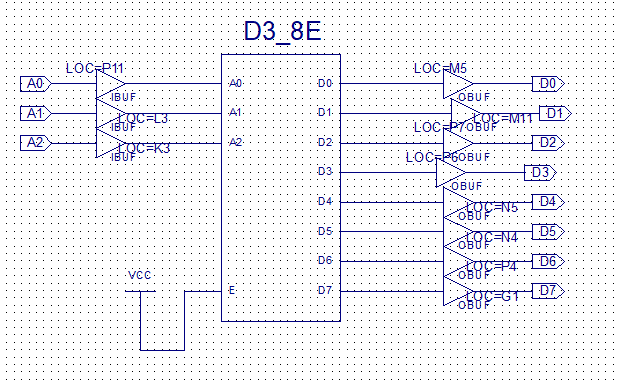 D3_8E
LOC=P11 LOC=M5
A0 IBUF A0 D0 OBUF D0
A1 LOC=L3 IBUF A1 D1 LOC=M11 OBUF D1
A2 LOC=K3 IBUF A2 D2 LOC=P7 OBUF D2
D3 LOC=P6 OBUF D3
D4 LOC=N5 OBUF D4
D5 LOC=N4 OBUF D5
D6 LOC=P4 OBUF D6
VCC E D7 LOC=G1 OBUF D7